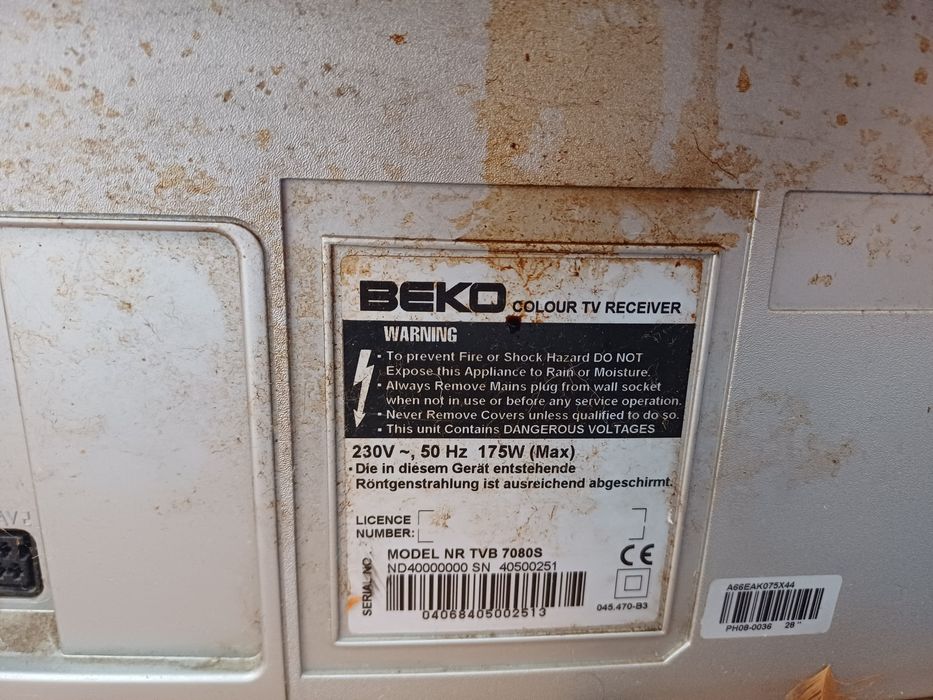 BEKO COLOUR TV RECEIVER
WARNING
• To prevent Fire or Shock Hazard DO NOT
Expose this Appliance to Rain or Moisture.
• Always Remove Mains plug from wall socket
when not in use or before any service operation.
• Never Remove Covers unless qualified to do so.
• This unit Contains DANGEROUS VOLTAGES
230V ~, 50 Hz 175W (Max)
• Die in diesem Gerät entstehende
Röntgenstrahlung ist ausreichend abgeschirmt.
LICENCE
NUMBER:
MODEL NR TVB 7080S
ND40000000 SN 40500251
SERIAL NO
04068405002513
CE
045.470-B3
A66EAK075X44
PH08-0036 28"